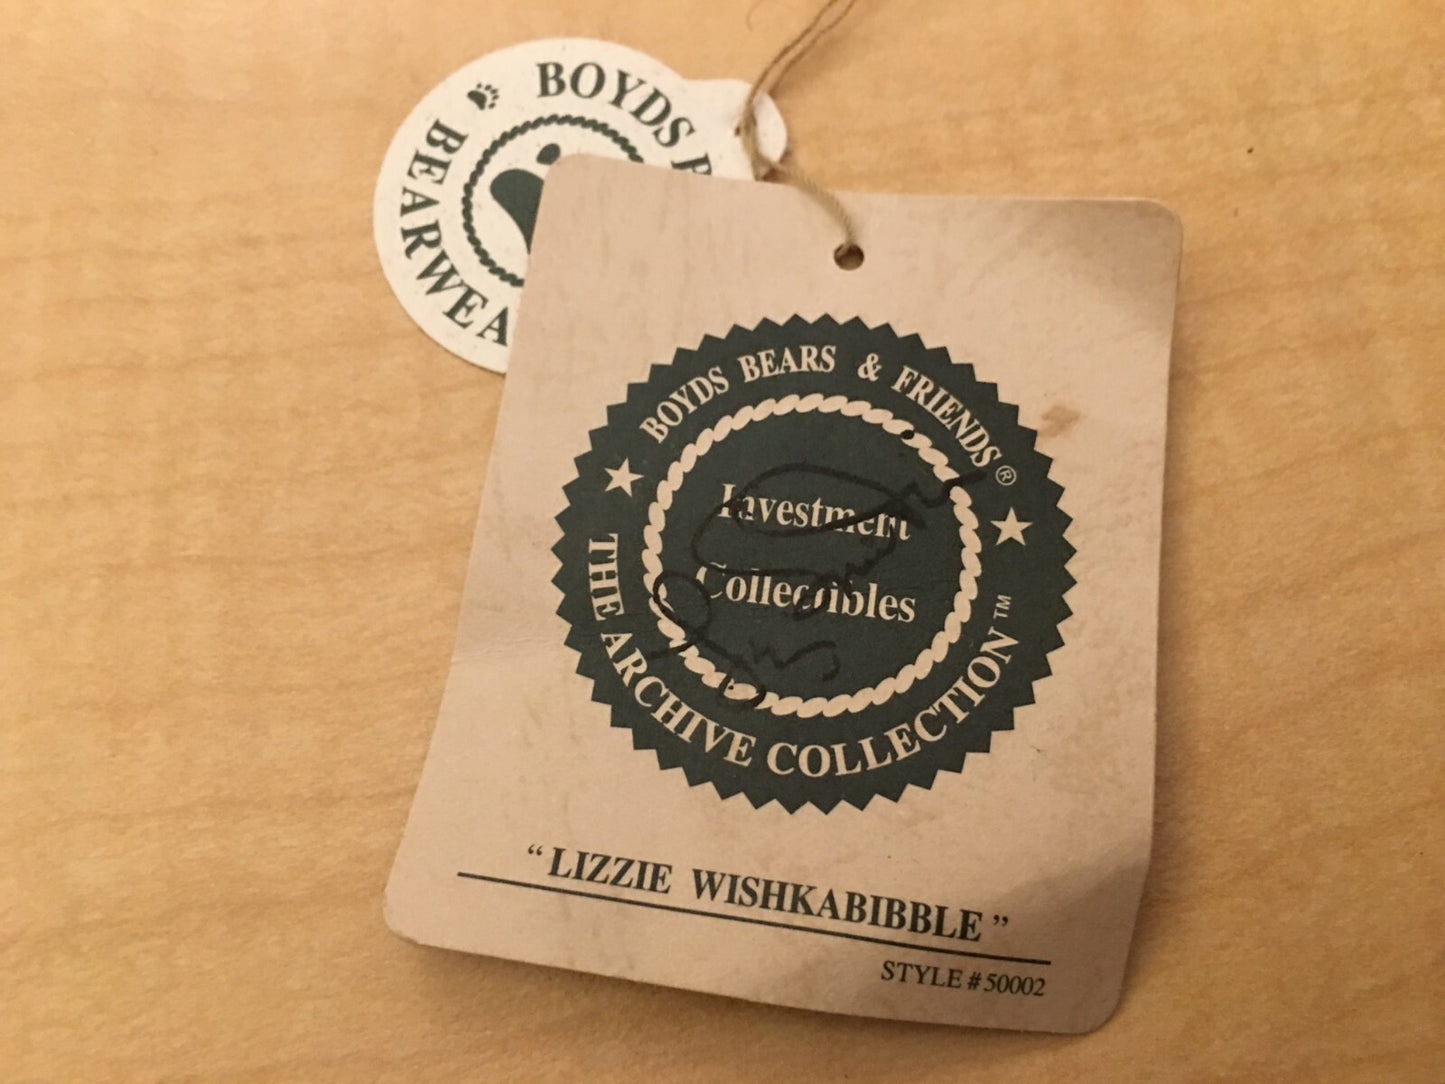 BOYDS
BEARWEA
BOYDS BEARS & FRIENDS®
Investment
Collectibles
THE ARCHIVE COLLECTION™
“LIZZIE WISHKABIBBLE”
STYLE #50002